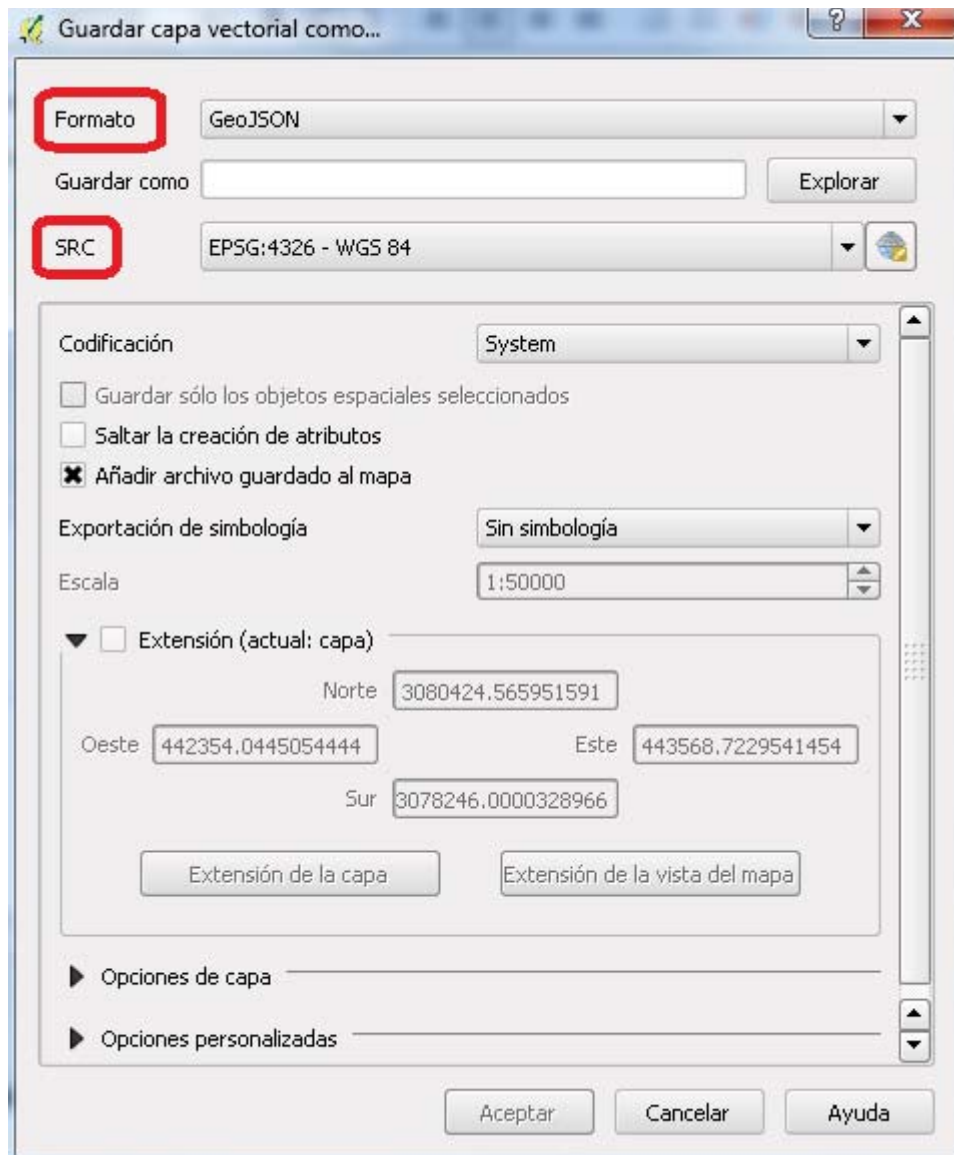 Guardar capa vectorial como...
?
X
Formato
GeoJSON
Guardar como
Explorar
SRC
EPSG:4326 - WGS 84
Codificación
System
Guardar sólo los objetos espaciales seleccionados
Saltar la creación de atributos
Añadir archivo guardado al mapa
Exportación de simbología
Sin simbología
Escala
1:50000
Extensión (actual: capa)
Norte 3080424.565951591
Oeste 442354.0445054444
Este 443568.7229541454
Sur 3078246.0000328966
Extensión de la capa
Extensión de la vista del mapa
Opciones de capa
Opciones personalizadas
Aceptar
Cancelar
Ayuda